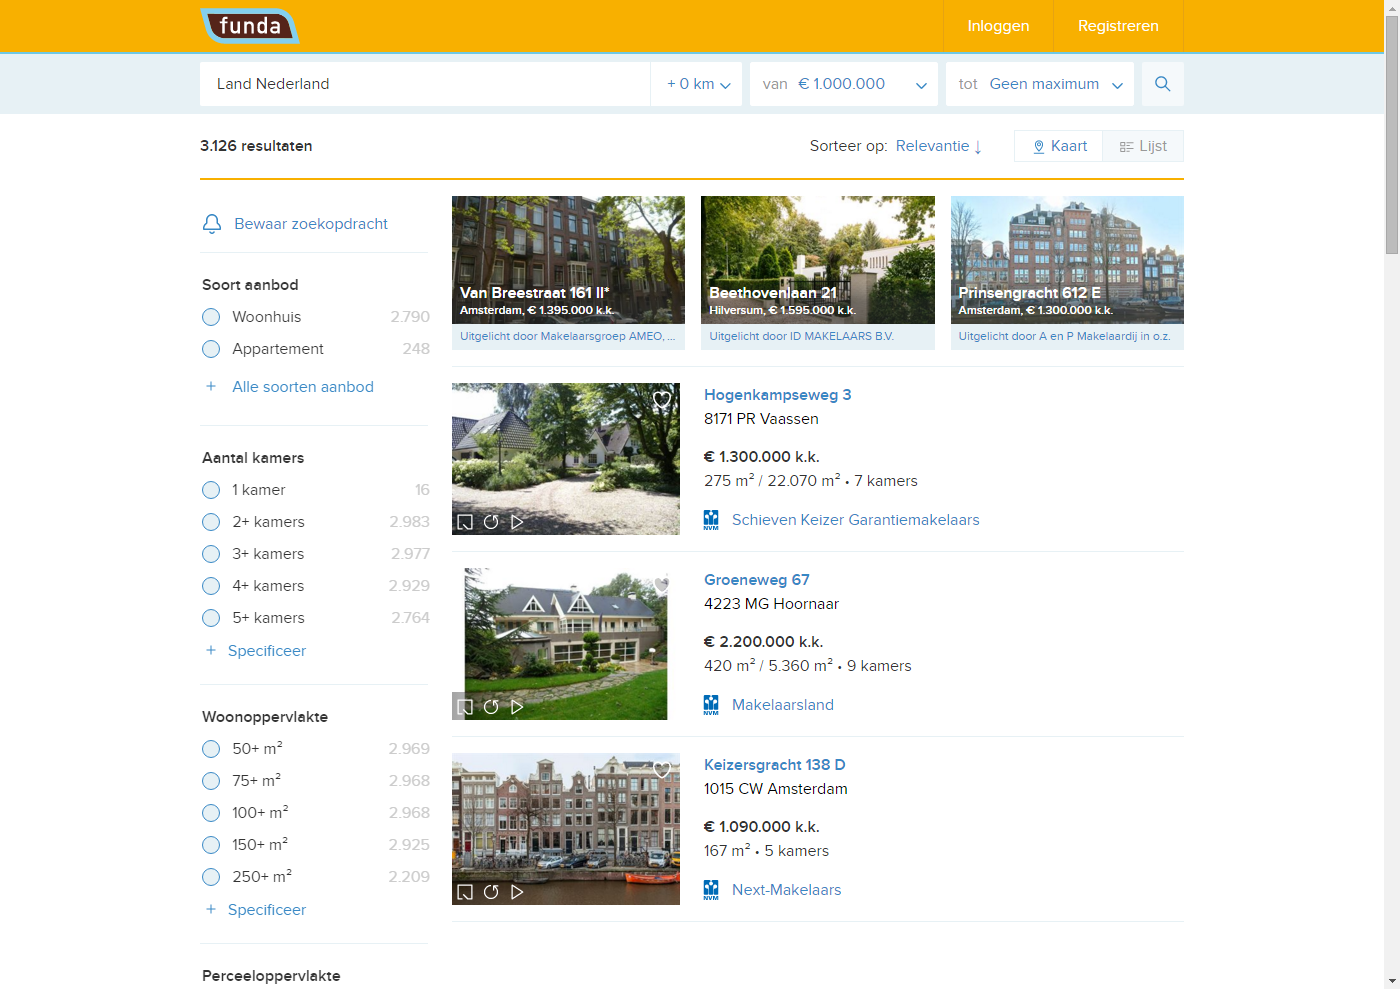 funda
Inloggen
Registreren
Land Nederland
+ 0 km
van € 1.000.000
tot Geen maximum
3.126 resultaten
Sorteer op: Relevantie ↓
Kaart
Lijst
Bewaar zoekopdracht
Soort aanbod
Woonhuis 2.790
Appartement 248
+ Alle soorten aanbod
Aantal kamers
1 kamer 16
2+ kamers 2.983
3+ kamers 2.977
4+ kamers 2.929
5+ kamers 2.764
+ Specificeer
Woonoppervlakte
50+ m² 2.969
75+ m² 2.968
100+ m² 2.968
150+ m² 2.925
250+ m² 2.209
+ Specificeer
Perceeloppervlakte
Van Breestraat 161 II*
Amsterdam, € 1.395.000 k.k.
Uitgelicht door Makelaarsgroep AMEO, ...
Beethovenlaan 21
Hilversum, € 1.595.000 k.k.
Uitgelicht door ID MAKELAARS B.V.
Prinsengracht 612 E
Amsterdam, € 1.300.000 k.k.
Uitgelicht door A en P Makelaardij in o.z.
Hogenkampseweg 3
8171 PR Vaassen
€ 1.300.000 k.k.
275 m² / 22.070 m² • 7 kamers
NVM Schieven Keizer Garantiemakelaars
Groeneweg 67
4223 MG Hoornaar
€ 2.200.000 k.k.
420 m² / 5.360 m² • 9 kamers
NVM Makelaarsland
Keizersgracht 138 D
1015 CW Amsterdam
€ 1.090.000 k.k.
167 m² • 5 kamers
NVM Next-Makelaars